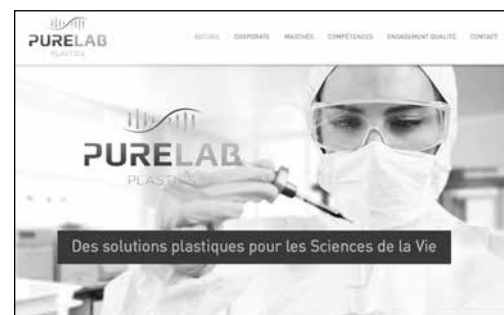 PURELAB
PLASTICS
ACCUEIL CORPORATE MARCHÉS COMPÉTENCES ENGAGEMENT QUALITÉ CONTACT
PURELAB
PLASTICS
Des solutions plastiques pour les Sciences de la Vie